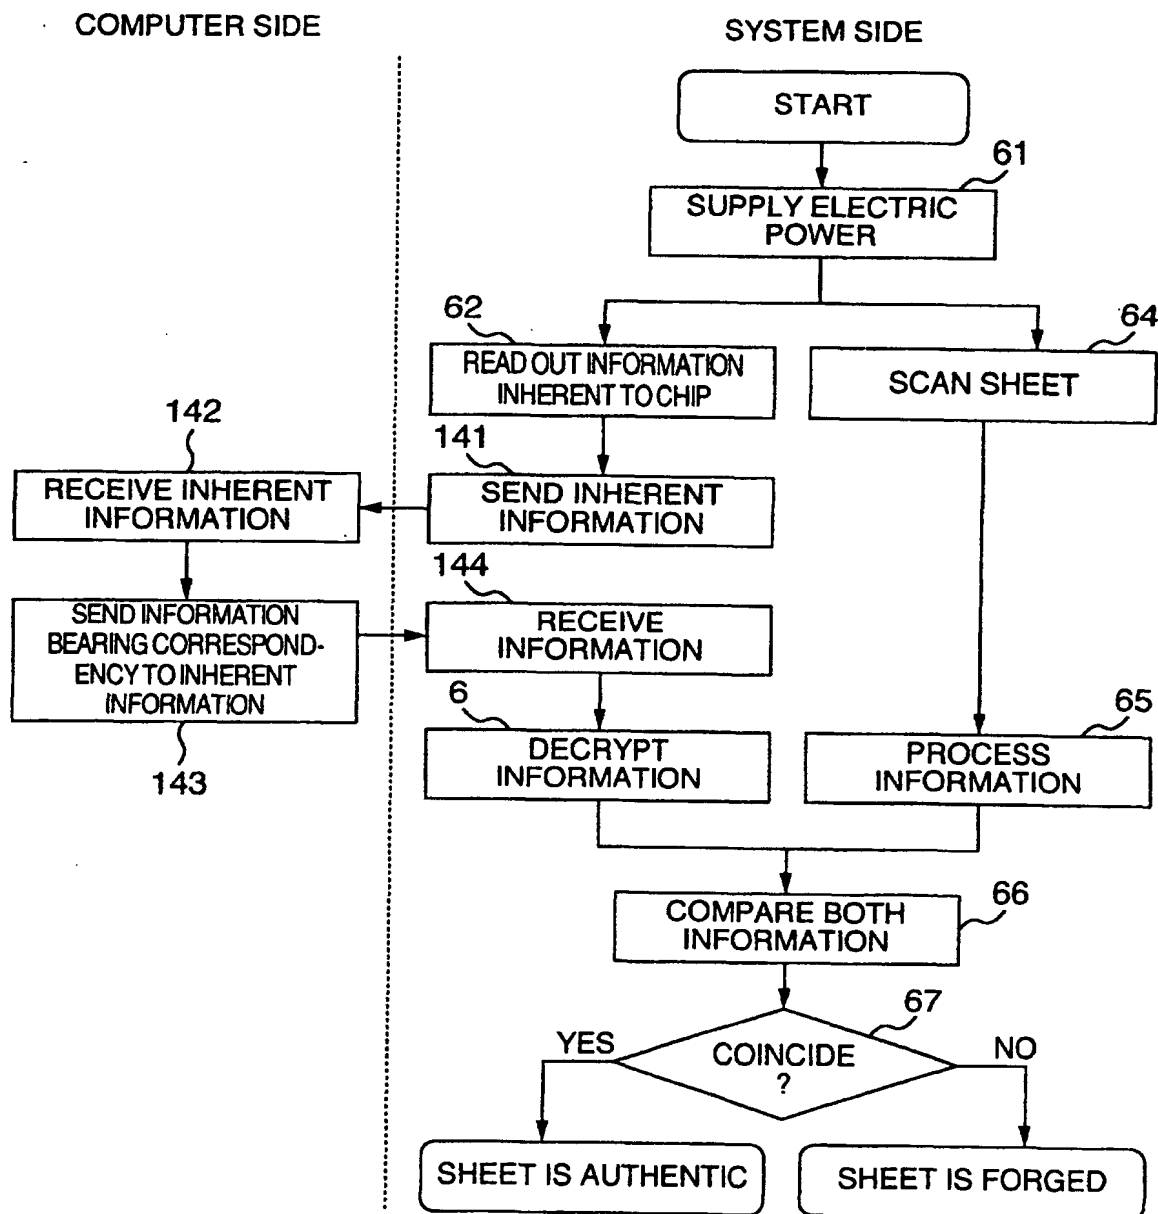 COMPUTER SIDE
SYSTEM SIDE
START
61
SUPPLY ELECTRIC
POWER
62
READ OUT INFORMATION
INHERENT TO CHIP
64
SCAN SHEET
141
SEND INHERENT
INFORMATION
142
RECEIVE INHERENT
INFORMATION
SEND INFORMATION
BEARING CORRESPOND-
ENCY TO INHERENT
INFORMATION
143
144
RECEIVE
INFORMATION
6
DECRYPT
INFORMATION
65
PROCESS
INFORMATION
COMPARE BOTH
INFORMATION
66
67
COINCIDE
?
YES
NO
SHEET IS AUTHENTIC
SHEET IS FORGED